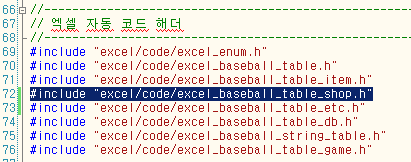 66 //--------------------------------------------------------------
67 // 엑셀 자동 코드 해더
68 //--------------------------------------------------------------
69 #include "excel/code/excel_enum.h"
70 #include "excel/code/excel_baseball_table.h"
71 #include "excel/code/excel_baseball_table_item.h"
72 #include "excel/code/excel_baseball_table_shop.h"
73 #include "excel/code/excel_baseball_table_etc.h"
74 #include "excel/code/excel_baseball_table_db.h"
75 #include "excel/code/excel_baseball_string_table.h"
76 #include "excel/code/excel_baseball_table_game.h"